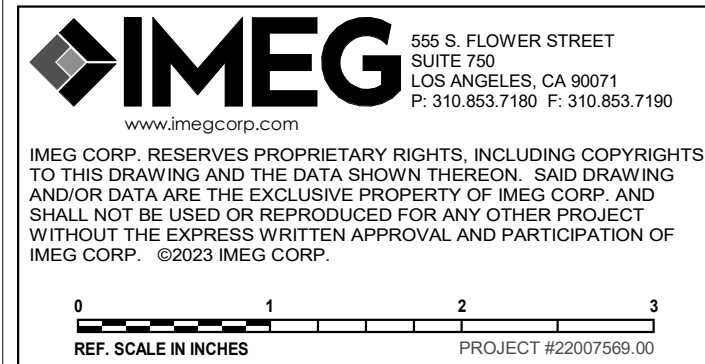 IMEG
555 S. FLOWER STREET
SUITE 750
LOS ANGELES, CA 90071
P: 310.853.7180 F: 310.853.7190
www.imegcorp.com
IMEG CORP. RESERVES PROPRIETARY RIGHTS, INCLUDING COPYRIGHTS
TO THIS DRAWING AND THE DATA SHOWN THEREON. SAID DRAWING
AND/OR DATA ARE THE EXCLUSIVE PROPERTY OF IMEG CORP. AND
SHALL NOT BE USED OR REPRODUCED FOR ANY OTHER PROJECT
WITHOUT THE EXPRESS WRITTEN APPROVAL AND PARTICIPATION OF
IMEG CORP. ©2023 IMEG CORP.
0 1 2 3
REF. SCALE IN INCHES PROJECT #22007569.00